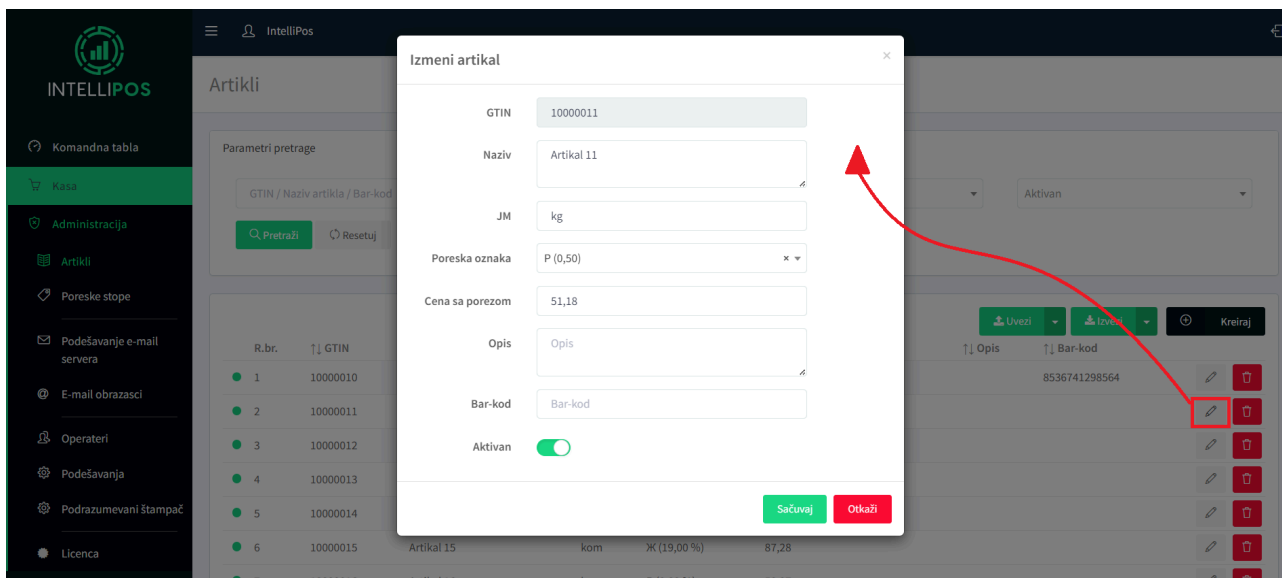 INTELLIPOS
Komandna tabla
Kasa
Administracija
Artikli
Poreske stope
Podešavanje e-mail
servera
E-mail obrazasci
Operateri
Podešavanja
Podrazumevani štampač
Licenca
IntelliPos
Artikli
Parametri pretrage
GTIN / Naziv artikla / Bar-kod
Aktivan
Pretraži Resetuj
Izmeni artikal ×
GTIN 10000011
Naziv Artikal 11
JM kg
Poreska oznaka P (0,50) ×
Cena sa porezom 51,18
Opis Opis
Bar-kod Bar-kod
Aktivan
Sačuvaj Otkaži
Uvezi Izvezi Kreiraj
R.br. GTIN Opis Bar-kod
1 10000010 8536741298564
2 10000011
3 10000012
4 10000013
5 10000014
6 10000015 Artikal 15 kom Ж (19,00 %) 87,28